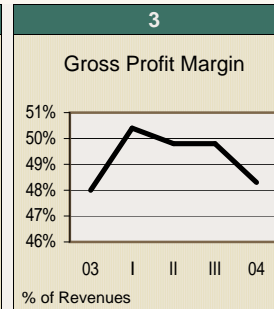 3
Gross Profit Margin
51%
50%
49%
48%
47%
46%
03 I II III 04
% of Revenues